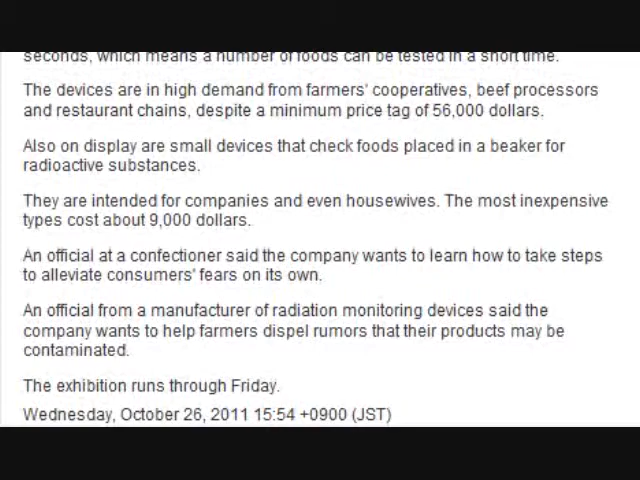 seconds, which means a number of foods can be tested in a short time.
The devices are in high demand from farmers' cooperatives, beef processors
and restaurant chains, despite a minimum price tag of 56,000 dollars.
Also on display are small devices that check foods placed in a beaker for
radioactive substances.
They are intended for companies and even housewives. The most inexpensive
types cost about 9,000 dollars.
An official at a confectioner said the company wants to learn how to take steps
to alleviate consumers' fears on its own.
An official from a manufacturer of radiation monitoring devices said the
company wants to help farmers dispel rumors that their products may be
contaminated.
The exhibition runs through Friday.
Wednesday, October 26, 2011 15:54 +0900 (JST)